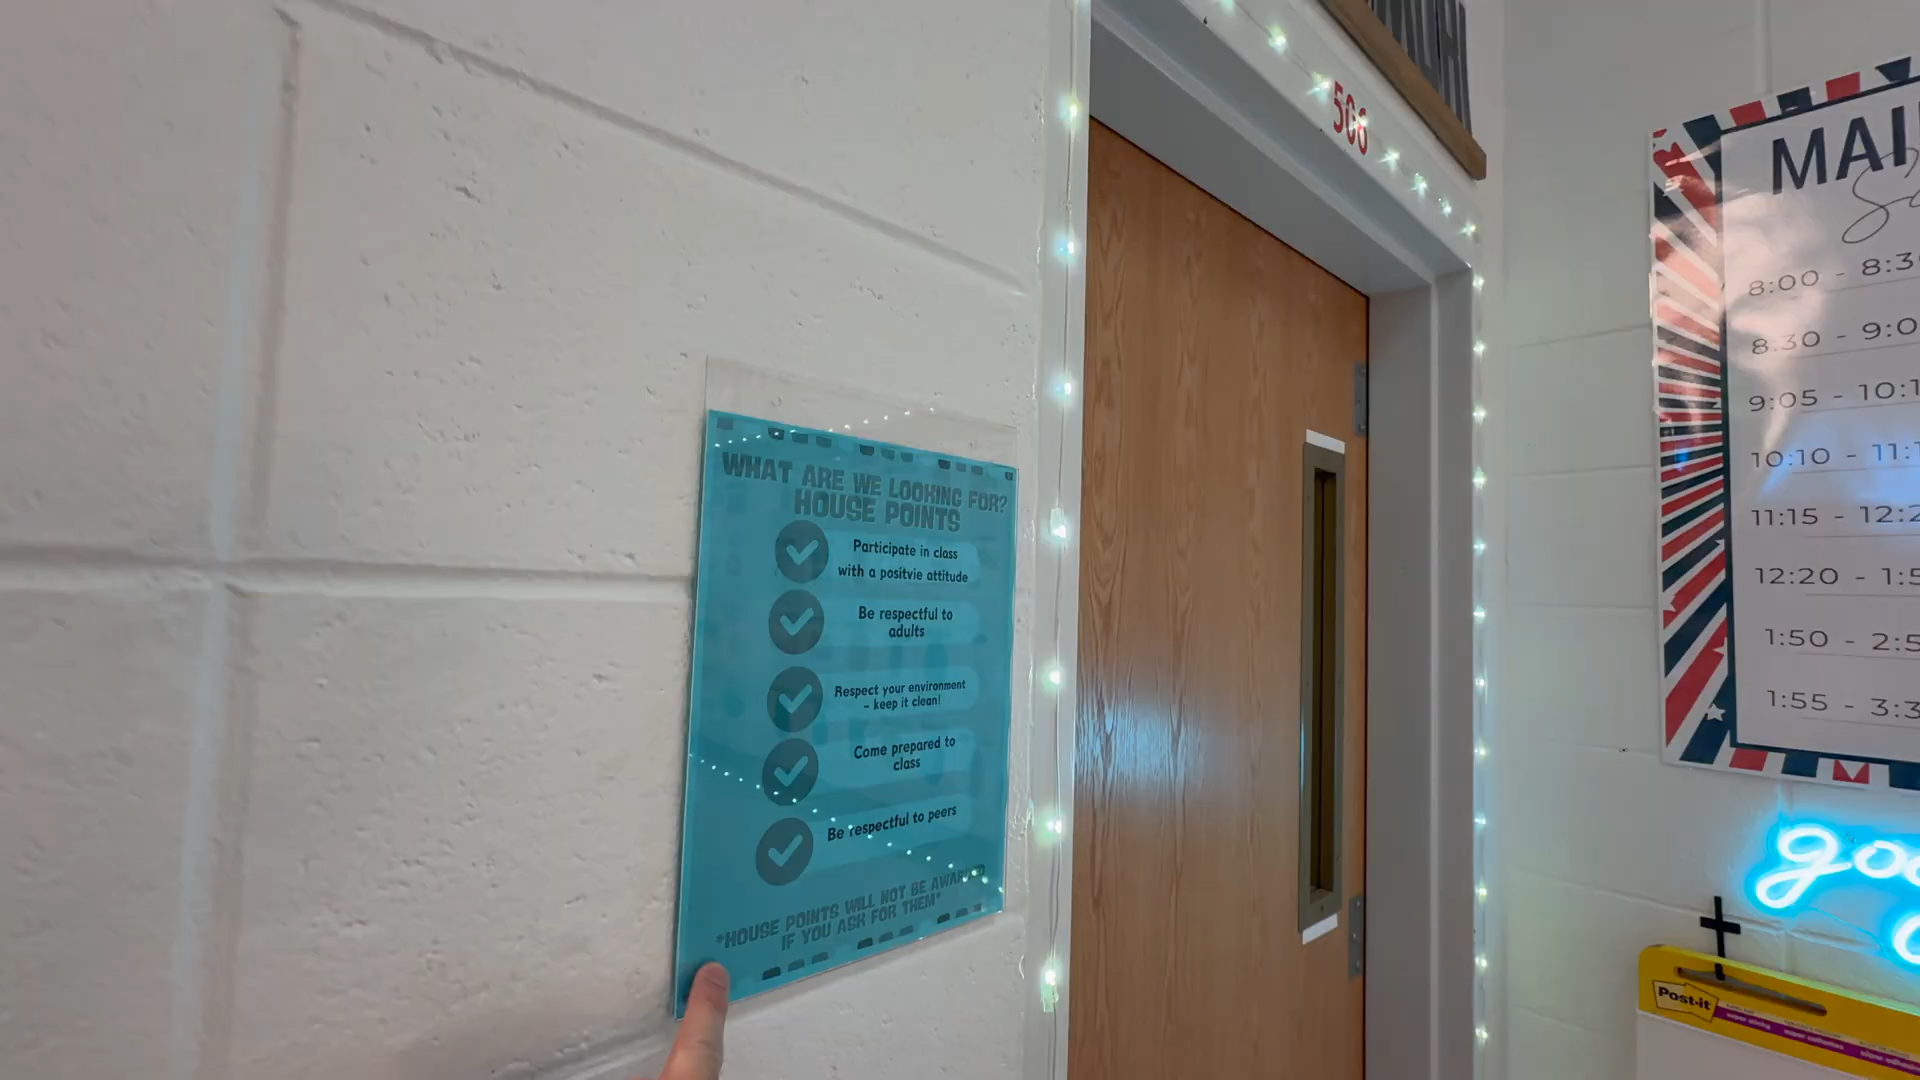 WHAT ARE WE LOOKING FOR?
HOUSE POINTS
Participate in class
with a positvie attitude
Be respectful to
adults
Respect your environment
- keep it clean!
Come prepared to
class
Be respectful to peers
*HOUSE POINTS WILL NOT BE AWARDED
IF YOU ASK FOR THEM*
506
MAI
8:00 - 8:3
8:30 - 9:0
9:05 - 10:1
10:10 - 11:1
11:15 - 12:2
12:20 - 1:5
1:50 - 2:5
1:55 - 3:3
goo
Post-it
super sticky